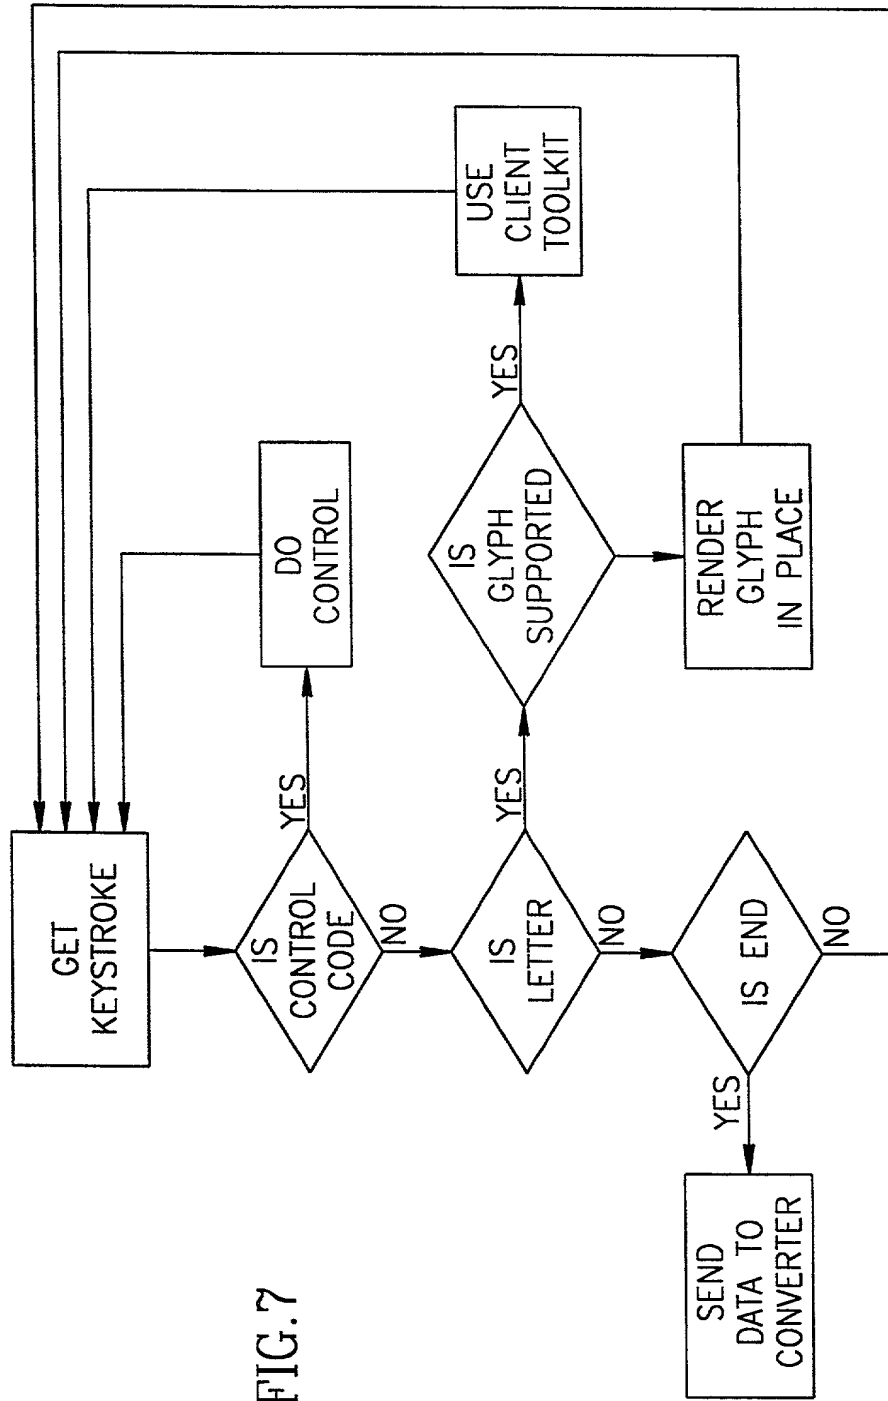 GET
KEYSTROKE
IS
CONTROL
CODE
YES
DO
CONTROL
NO
IS
LETTER
YES
IS
GLYPH
SUPPORTED
YES
USE
CLIENT
TOOLKIT
RENDER
GLYPH
IN PLACE
NO
IS END
YES
NO
SEND
DATA TO
CONVERTER
FIG. 7